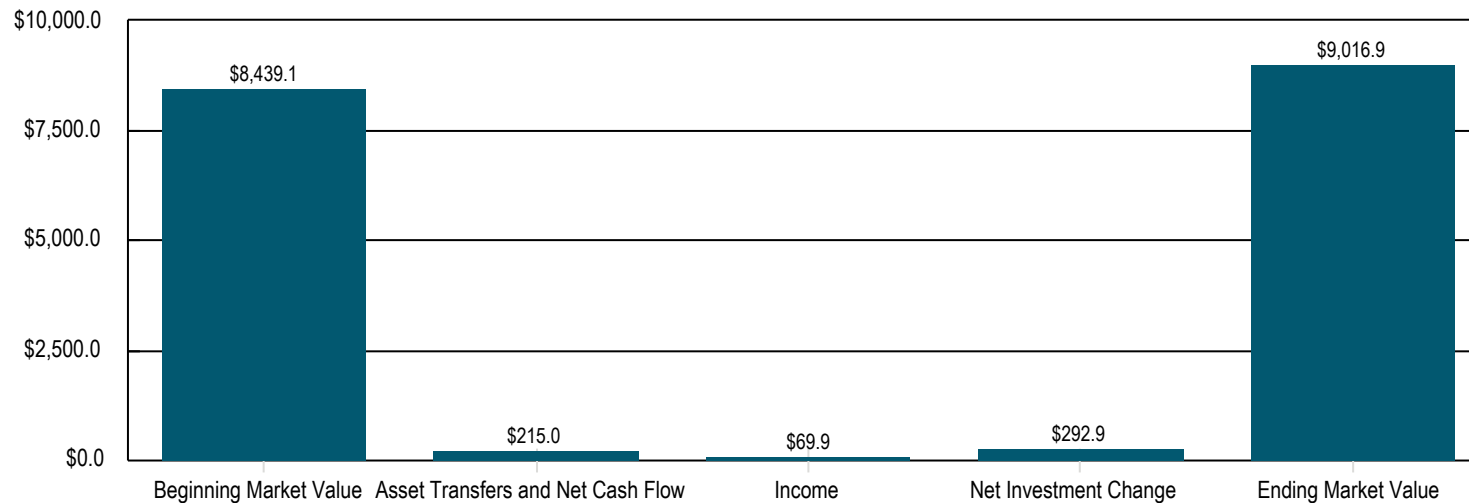 $10,000.0
$7,500.0
$5,000.0
$2,500.0
$0.0
$8,439.1
$215.0
$69.9
$292.9
$9,016.9
Beginning Market Value
Asset Transfers and Net Cash Flow
Income
Net Investment Change
Ending Market Value